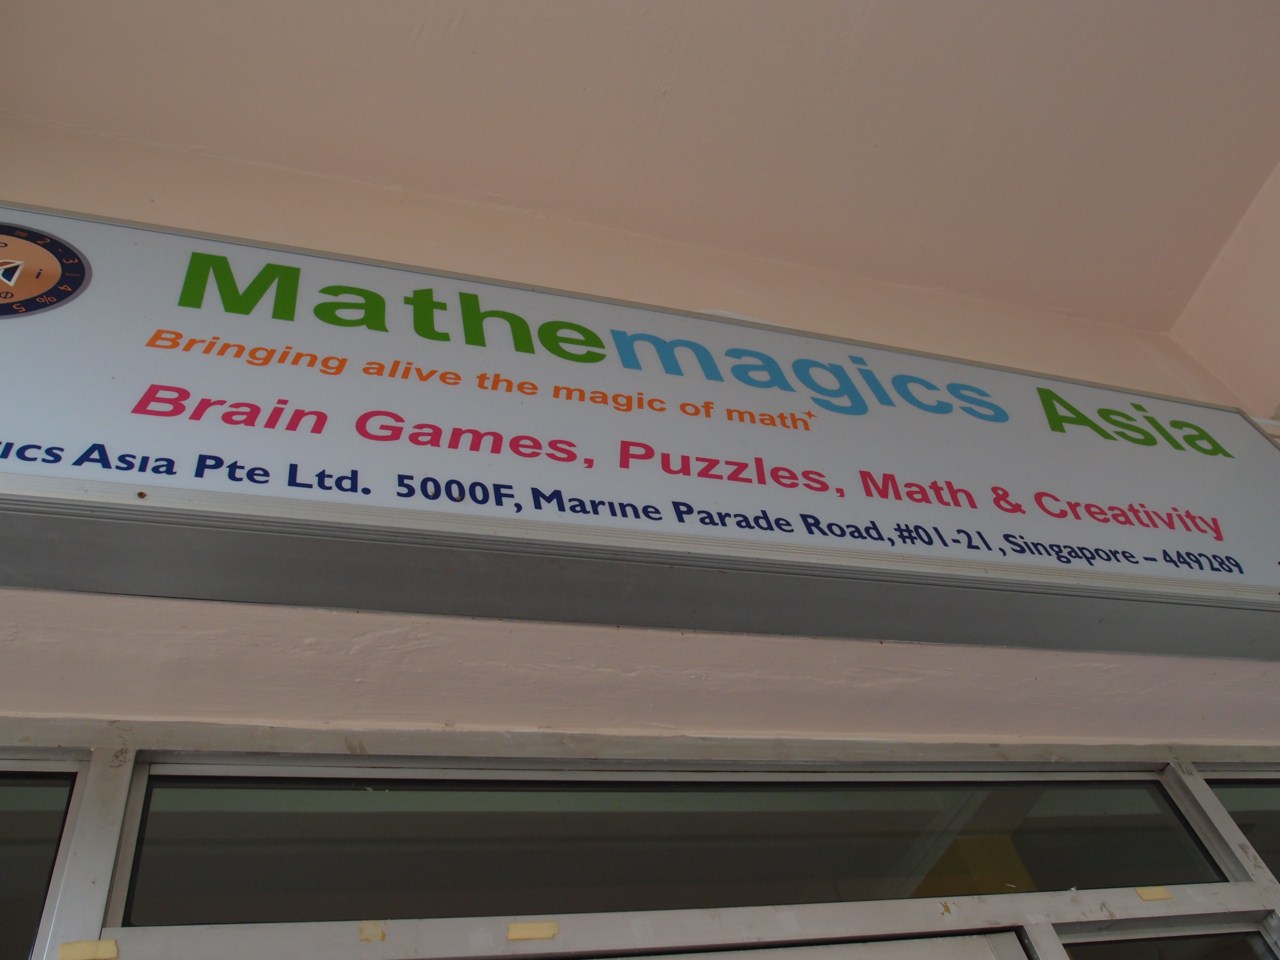 Mathemagics Asia
Bringing alive the magic of math+
Brain Games, Puzzles, Math & Creativity
ics Asia Pte Ltd. 5000F, Marine Parade Road, #01-21, Singapore – 449289